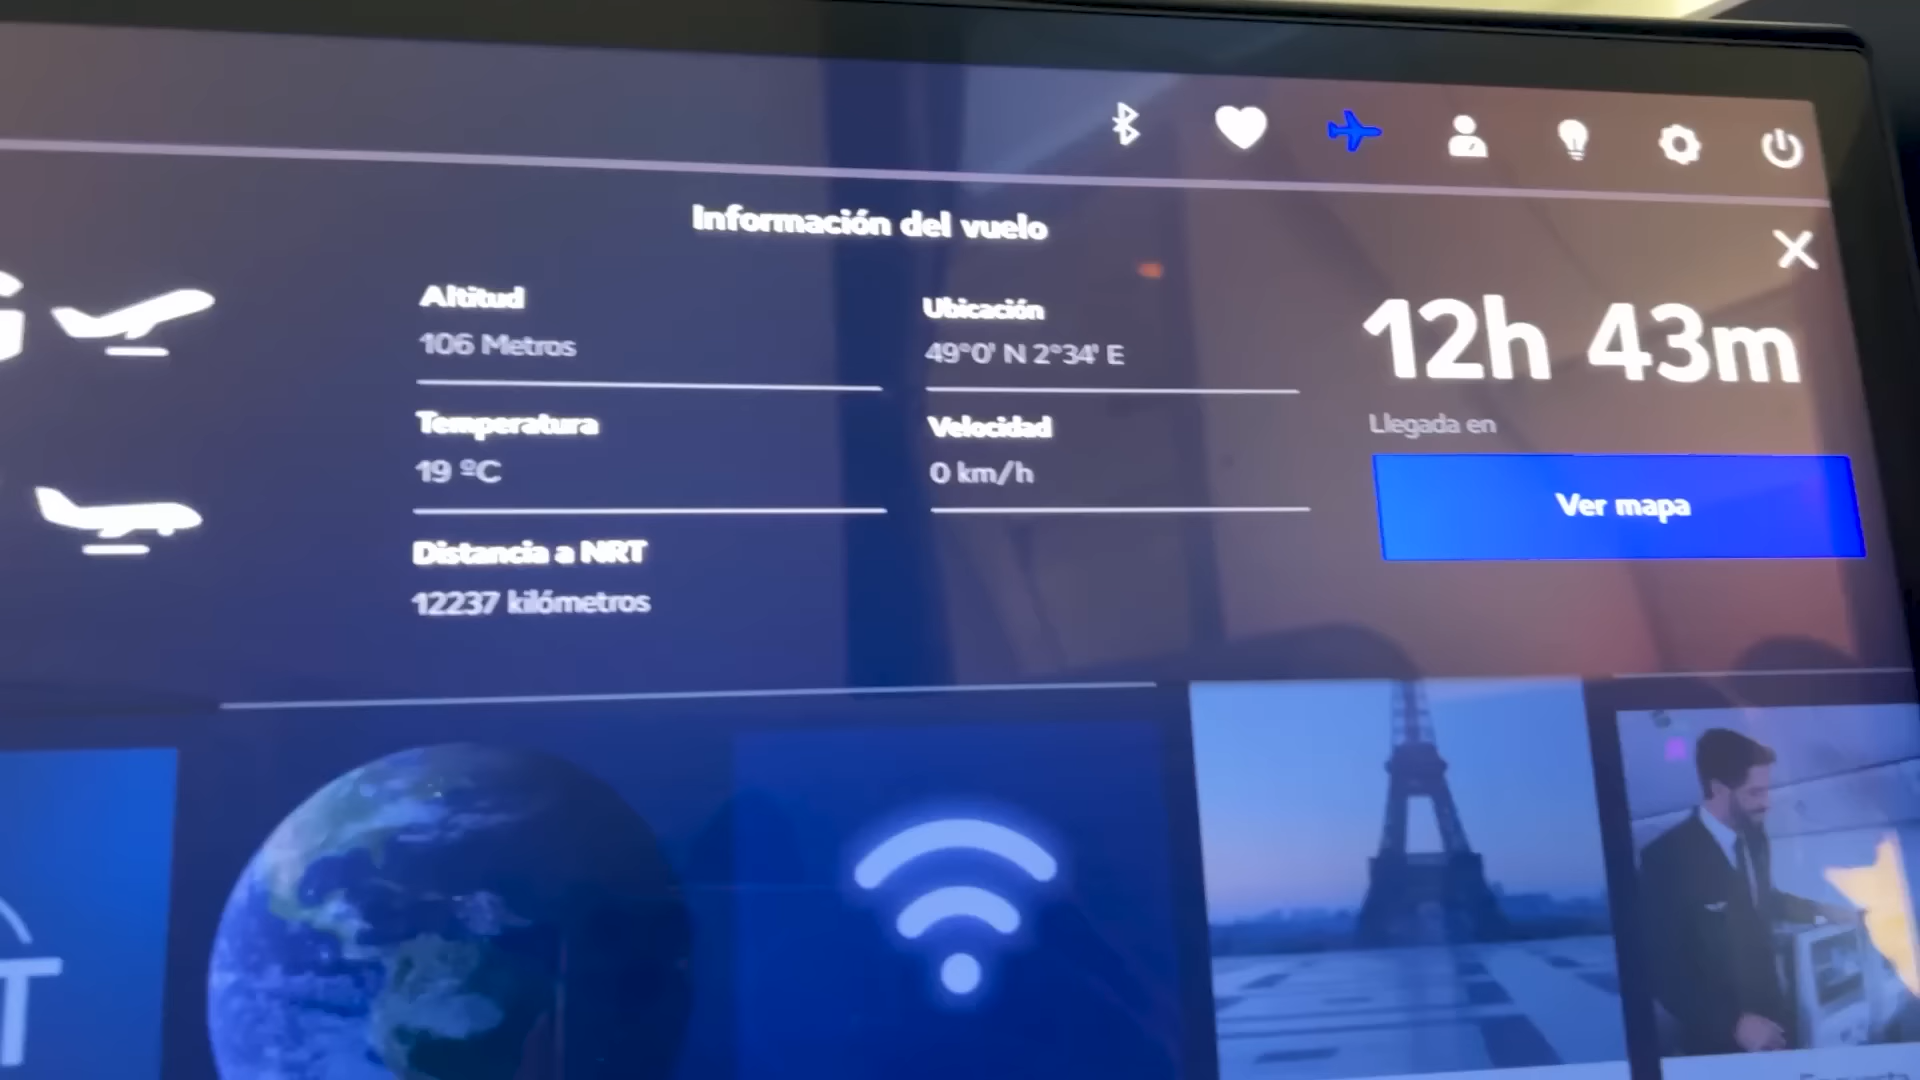 Información del vuelo
G
Altitud
106 Metros
Ubicación
49°0' N 2°34' E
12h 43m
Llegada en
Temperatura
19 ºC
Velocidad
0 km/h
Ver mapa
Distancia a NRT
12237 kilómetros
T